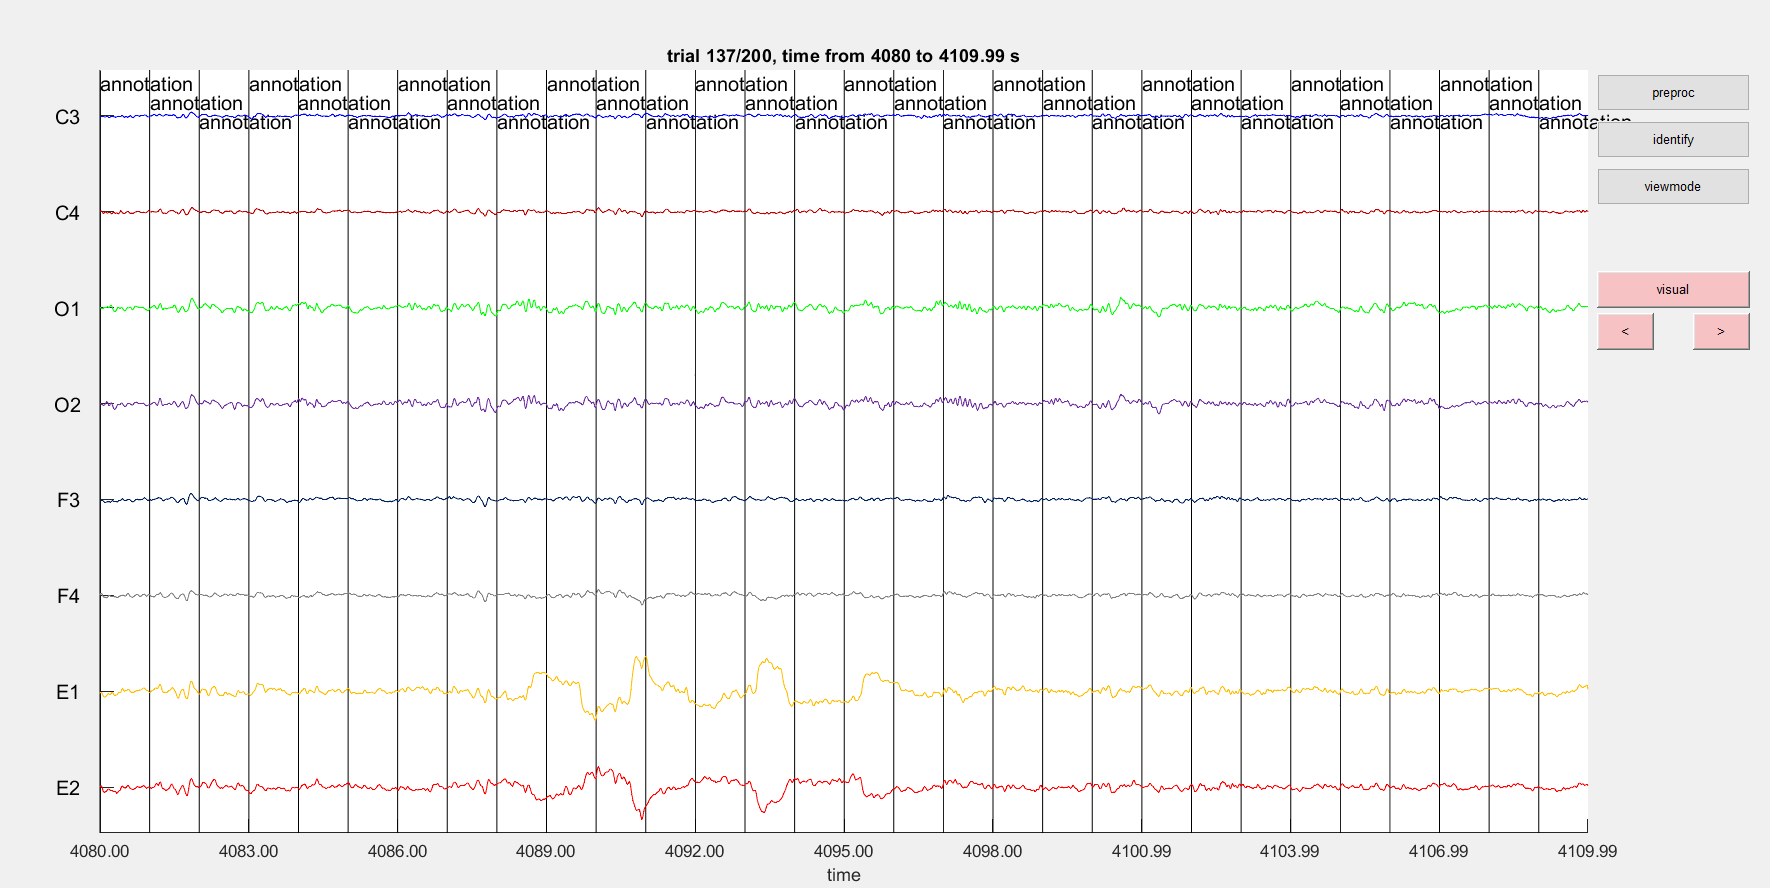 trial 137/200, time from 4080 to 4109.99 s
annotation annotation annotation annotation annotation annotation annotation annotation annotation annotation
annotation annotation annotation annotation annotation annotation annotation annotation annotation annotation
annotation annotation annotation annotation annotation annotation annotation annotation annotation annotation
C3
C4
O1
O2
F3
F4
E1
E2
4080.00 4083.00 4086.00 4089.00 4092.00 4095.00 4098.00 4100.99 4103.99 4106.99 4109.99
time
preproc
identify
viewmode
visual
< >